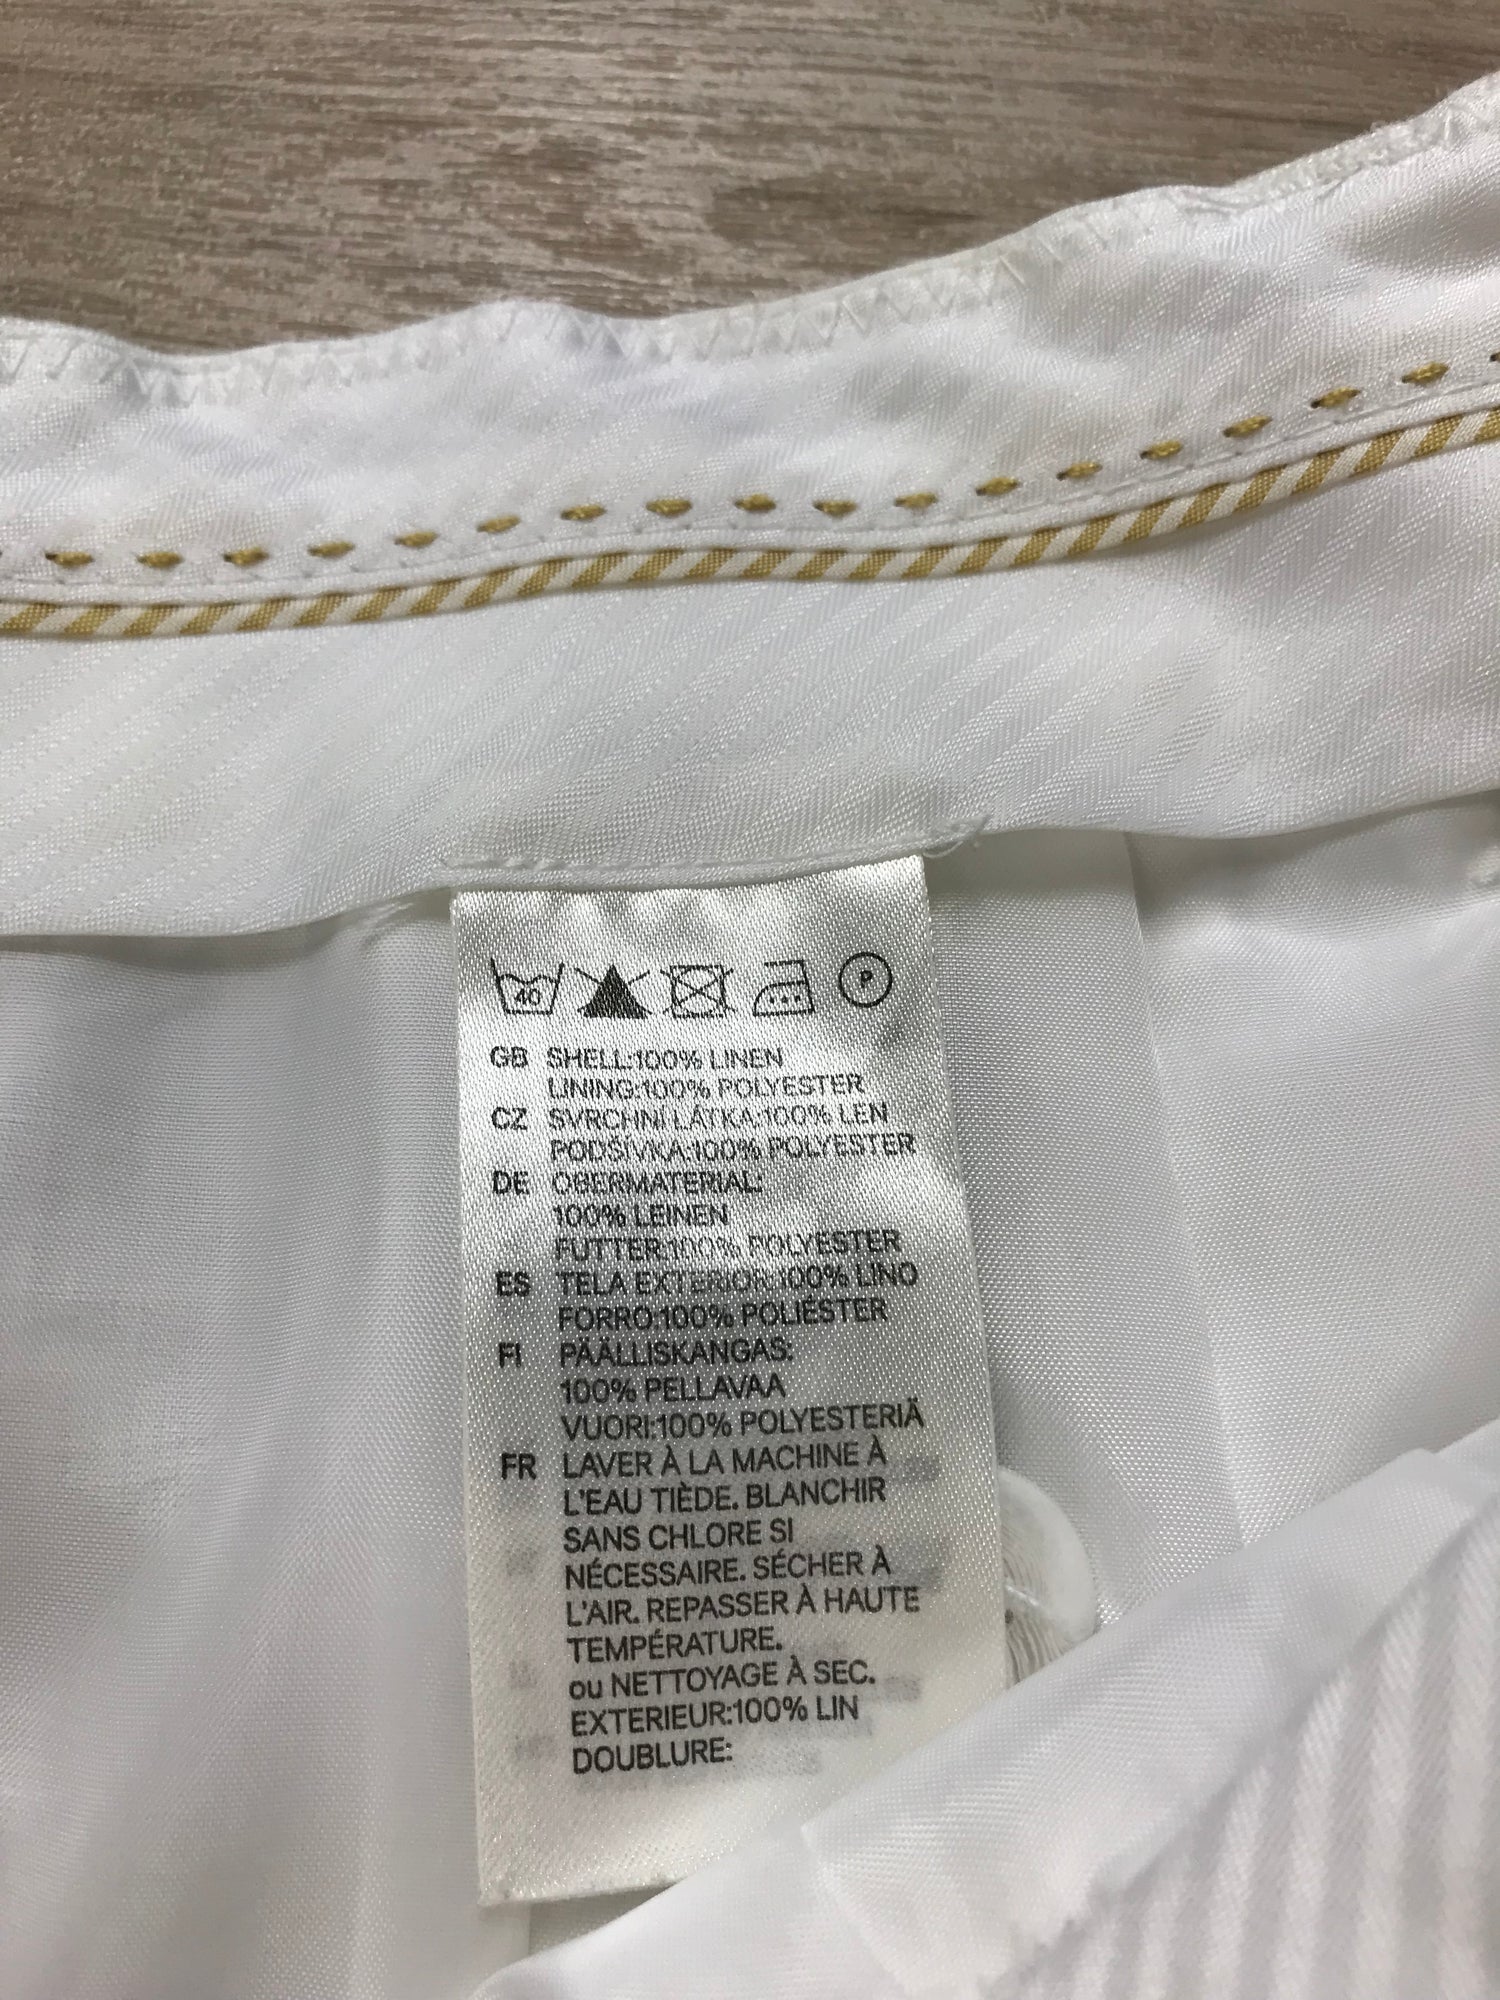 40 P
GB SHELL:100% LINEN
LINING:100% POLYESTER
CZ SVRCHNÍ LÁTKA:100% LEN
PODŠÍVKA:100% POLYESTER
DE OBERMATERIAL:
100% LEINEN
FUTTER:100% POLYESTER
ES TELA EXTERIOR:100% LINO
FORRO:100% POLIÉSTER
FI PÄÄLLISKANGAS:
100% PELLAVAA
VUORI:100% POLYESTERIÄ
FR LAVER À LA MACHINE À
L'EAU TIÈDE. BLANCHIR
SANS CHLORE SI
NÉCESSAIRE. SÉCHER À
L'AIR. REPASSER À HAUTE
TEMPÉRATURE.
ou NETTOYAGE À SEC.
EXTERIEUR:100% LIN
DOUBLURE: